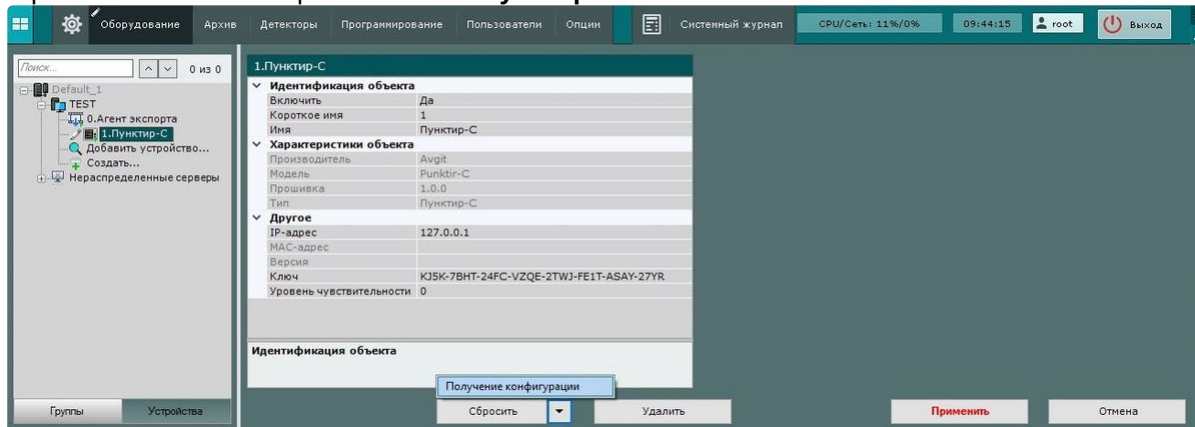 Оборудование Архив Детекторы Программирование Пользователи Опции Системный журнал CPU/Сеть: 11%/0% 09:44:15 root Выход
Поиск... 0 из 0
Default_1
TEST
0.Агент экспорта
1.Пунктир-С
Добавить устройство...
Создать...
Нераспределенные серверы
Группы Устройства
1.Пунктир-С
Идентификация объекта
Включить Да
Короткое имя 1
Имя Пунктир-С
Характеристики объекта
Производитель Avgit
Модель Punktir-C
Прошивка 1.0.0
Тип Пунктир-С
Другое
IP-адрес 127.0.0.1
MAC-адрес
Версия
Ключ KJ5K-7BHT-24FC-VZQE-2TWJ-FE1T-ASAY-27YR
Уровень чувствительности 0
Идентификация объекта
Получение конфигурации
Сбросить Удалить Применить Отмена